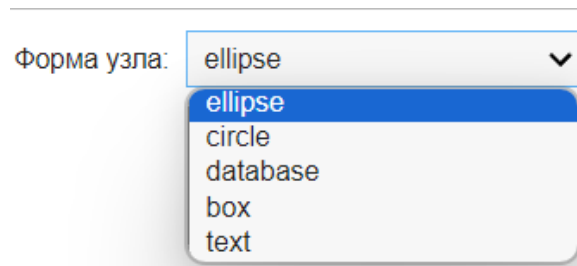 Форма узла: ellipse
ellipse
circle
database
box
text